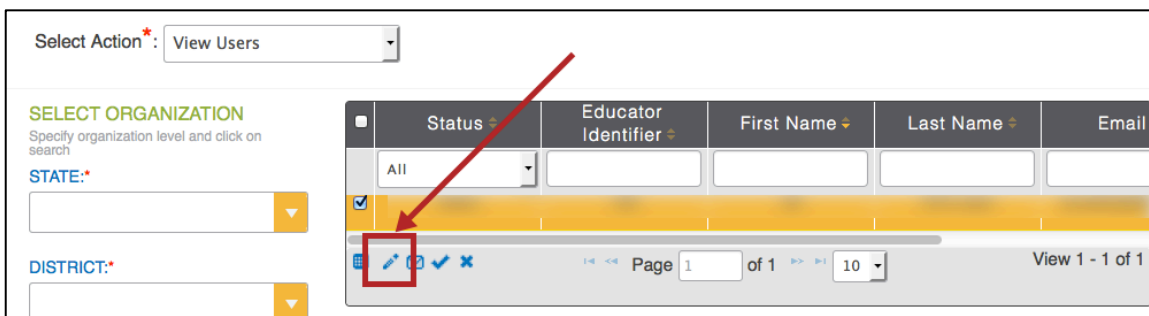 Select Action*: View Users
SELECT ORGANIZATION
Specify organization level and click on
search
STATE:*
DISTRICT:*
Status
Educator
Identifier
First Name
Last Name
Email
All
Page 1 of 1 10
View 1 - 1 of 1